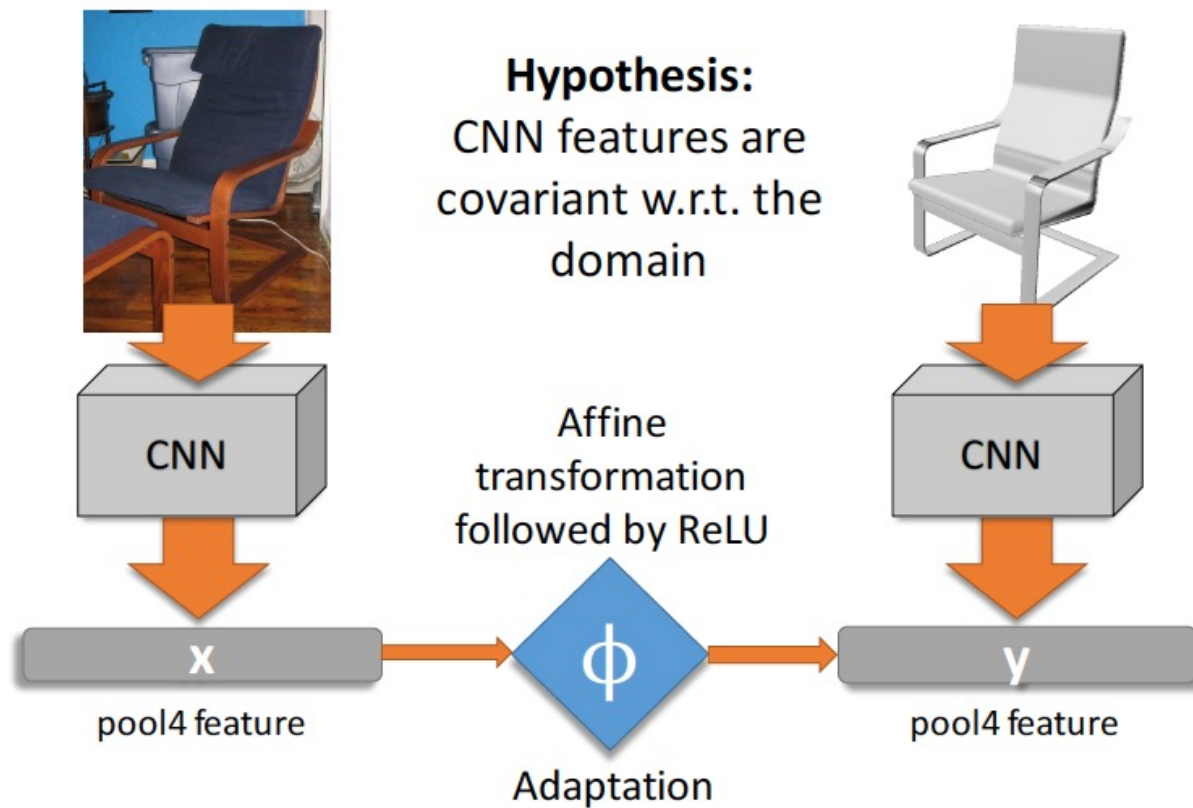 Hypothesis:
CNN features are
covariant w.r.t. the
domain
CNN
CNN
Affine
transformation
followed by ReLU
x
ϕ
y
pool4 feature
pool4 feature
Adaptation